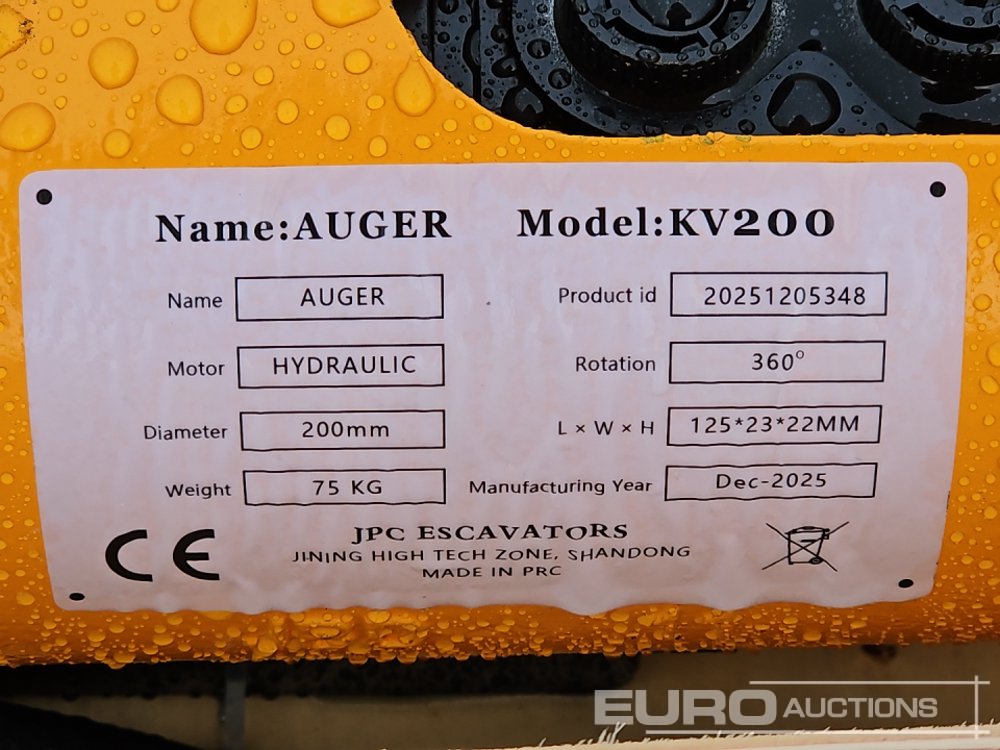 Name:AUGER Model:KV200
Name AUGER Product id 20251205348
Motor HYDRAULIC Rotation 360°
Diameter 200mm L × W × H 125*23*22MM
Weight 75 KG Manufacturing Year Dec-2025
CE JPC ESCAVATORS
JINING HIGH TECH ZONE, SHANDONG
MADE IN PRC
EURO AUCTIONS